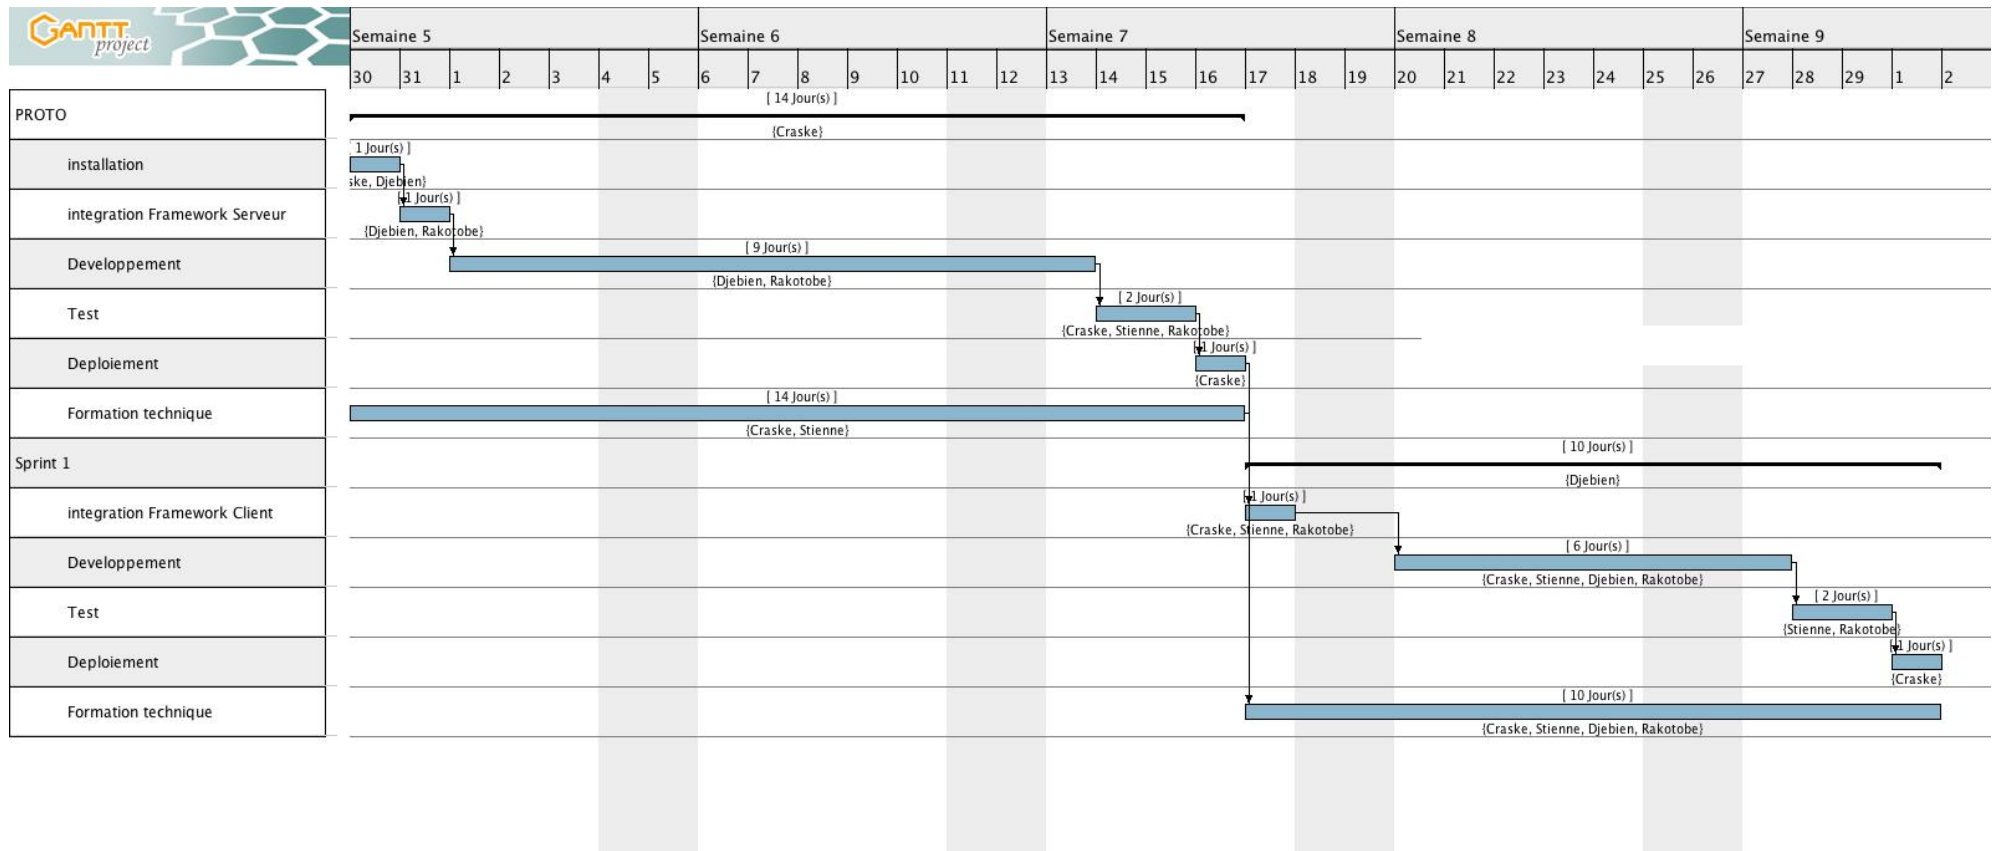 GANTT
project
Semaine 5 Semaine 6 Semaine 7 Semaine 8 Semaine 9
30 31 1 2 3 4 5 6 7 8 9 10 11 12 13 14 15 16 17 18 19 20 21 22 23 24 25 26 27 28 29 1 2
[ 14 Jour(s) ]
PROTO
{Craske}
1 Jour(s) ]
installation
ske, Djebien}
[ 1 Jour(s) ]
integration Framework Serveur
{Djebien, Rakotobe}
[ 9 Jour(s) ]
Developpement
{Djebien, Rakotobe}
[ 2 Jour(s) ]
Test
{Craske, Stienne, Rakotobe}
[ 1 Jour(s) ]
Deploiement
{Craske}
[ 14 Jour(s) ]
Formation technique
{Craske, Stienne}
[ 10 Jour(s) ]
Sprint 1
{Djebien}
[ 1 Jour(s) ]
integration Framework Client
{Craske, Stienne, Rakotobe}
[ 6 Jour(s) ]
Developpement
{Craske, Stienne, Djebien, Rakotobe}
[ 2 Jour(s) ]
Test
{Stienne, Rakotobe}
[ 1 Jour(s) ]
Deploiement
{Craske}
[ 10 Jour(s) ]
Formation technique
{Craske, Stienne, Djebien, Rakotobe}